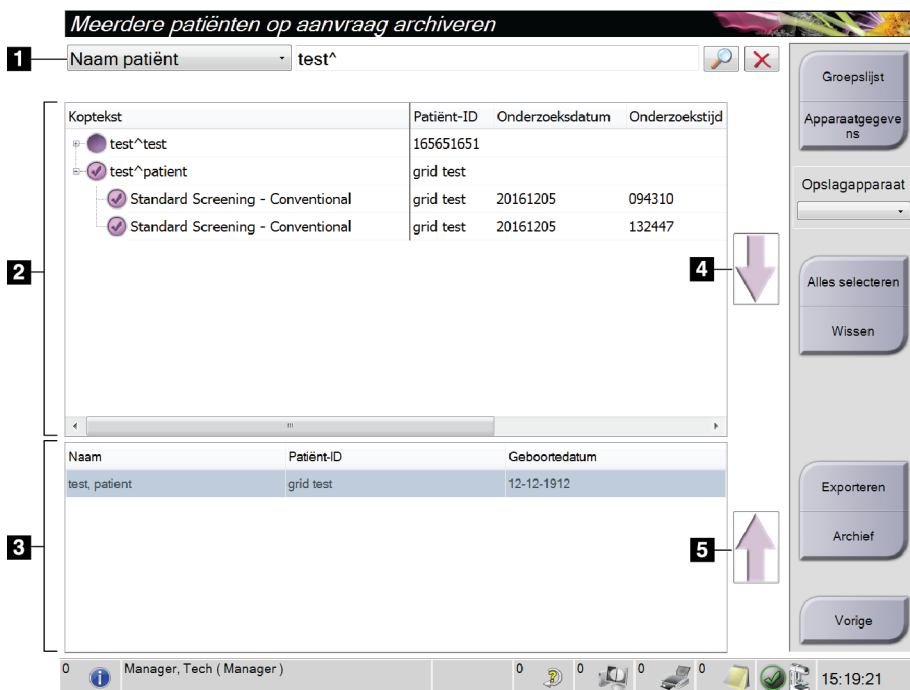 Meerdere patiënten op aanvraag archiveren
1
Naam patiënt
test^
2
Koptekst Patiënt-ID Onderzoeksdatum Onderzoekstijd
test^test 165651651
test^patient grid test
Standard Screening - Conventional grid test 20161205 094310
Standard Screening - Conventional grid test 20161205 132447
4
3
Naam Patiënt-ID Geboortedatum
test, patient grid test 12-12-1912
5
Groepslijst
Apparaatgegeve
ns
Opslagapparaat
Alles selecteren
Wissen
Exporteren
Archief
Vorige
0 Manager, Tech ( Manager ) 0 0 0 0 15:19:21